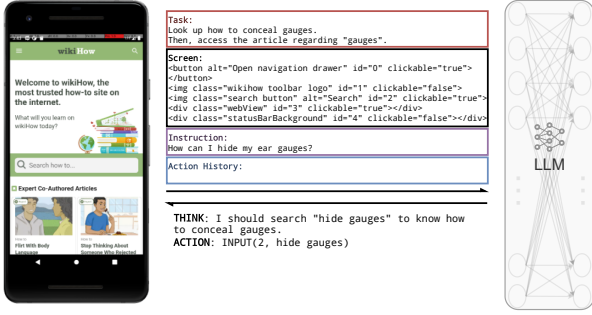 wikiHow
Welcome to wikiHow, the
most trusted how-to site on
the internet.
What will you learn on
wikiHow today?
Search how to...
Expert Co-Authored Articles
HOW TO
Flirt With Body
Language
HOW TO
Stop Thinking About
Someone Who Rejected
Task:
Look up how to conceal gauges.
Then, access the article regarding "gauges".
Screen:
<button alt="Open navigation drawer" id="0" clickable="true">
</button>
<img class="wikihow toolbar logo" id="1" clickable="false">
<img class="search button" alt="Search" id="2" clickable="true">
<div class="webView" id="3" clickable="true"></div>
<div class="statusBarBackground" id="4" clickable="false"></div>
Instruction:
How can I hide my ear gauges?
Action History:
THINK: I should search "hide gauges" to know how
to conceal gauges.
ACTION: INPUT(2, hide gauges)
LLM